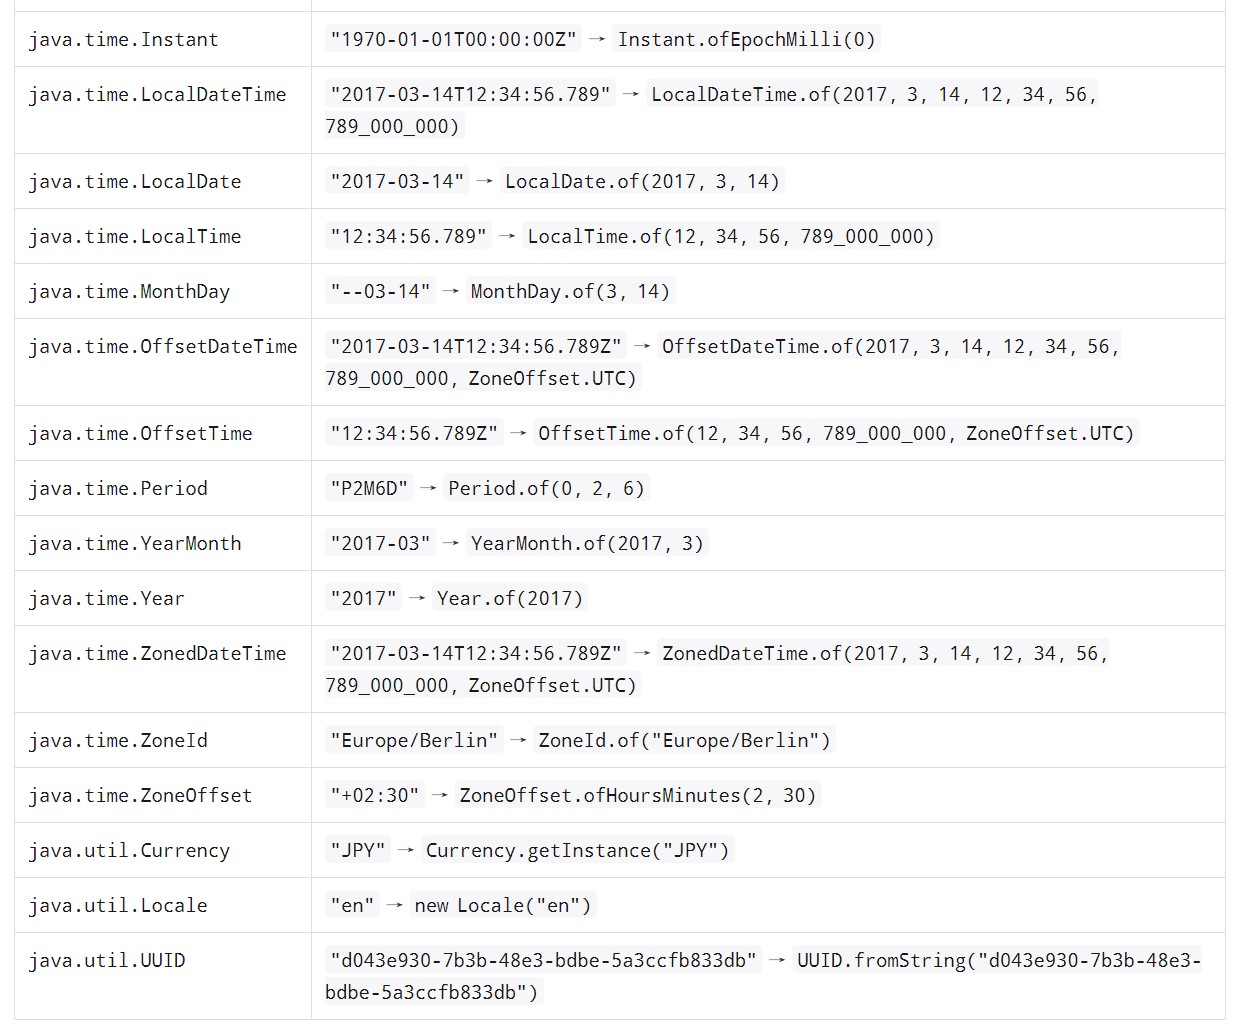 java.time.Instant "1970-01-01T00:00:00Z" → Instant.ofEpochMilli(0)
java.time.LocalDateTime "2017-03-14T12:34:56.789" → LocalDateTime.of(2017, 3, 14, 12, 34, 56,
789_000_000)
java.time.LocalDate "2017-03-14" → LocalDate.of(2017, 3, 14)
java.time.LocalTime "12:34:56.789" → LocalTime.of(12, 34, 56, 789_000_000)
java.time.MonthDay "--03-14" → MonthDay.of(3, 14)
java.time.OffsetDateTime "2017-03-14T12:34:56.789Z" → OffsetDateTime.of(2017, 3, 14, 12, 34, 56,
789_000_000, ZoneOffset.UTC)
java.time.OffsetTime "12:34:56.789Z" → OffsetTime.of(12, 34, 56, 789_000_000, ZoneOffset.UTC)
java.time.Period "P2M6D" → Period.of(0, 2, 6)
java.time.YearMonth "2017-03" → YearMonth.of(2017, 3)
java.time.Year "2017" → Year.of(2017)
java.time.ZonedDateTime "2017-03-14T12:34:56.789Z" → ZonedDateTime.of(2017, 3, 14, 12, 34, 56,
789_000_000, ZoneOffset.UTC)
java.time.ZoneId "Europe/Berlin" → ZoneId.of("Europe/Berlin")
java.time.ZoneOffset "+02:30" → ZoneOffset.ofHoursMinutes(2, 30)
java.util.Currency "JPY" → Currency.getInstance("JPY")
java.util.Locale "en" → new Locale("en")
java.util.UUID "d043e930-7b3b-48e3-bdbe-5a3ccfb833db" → UUID.fromString("d043e930-7b3b-48e3-
bdbe-5a3ccfb833db")